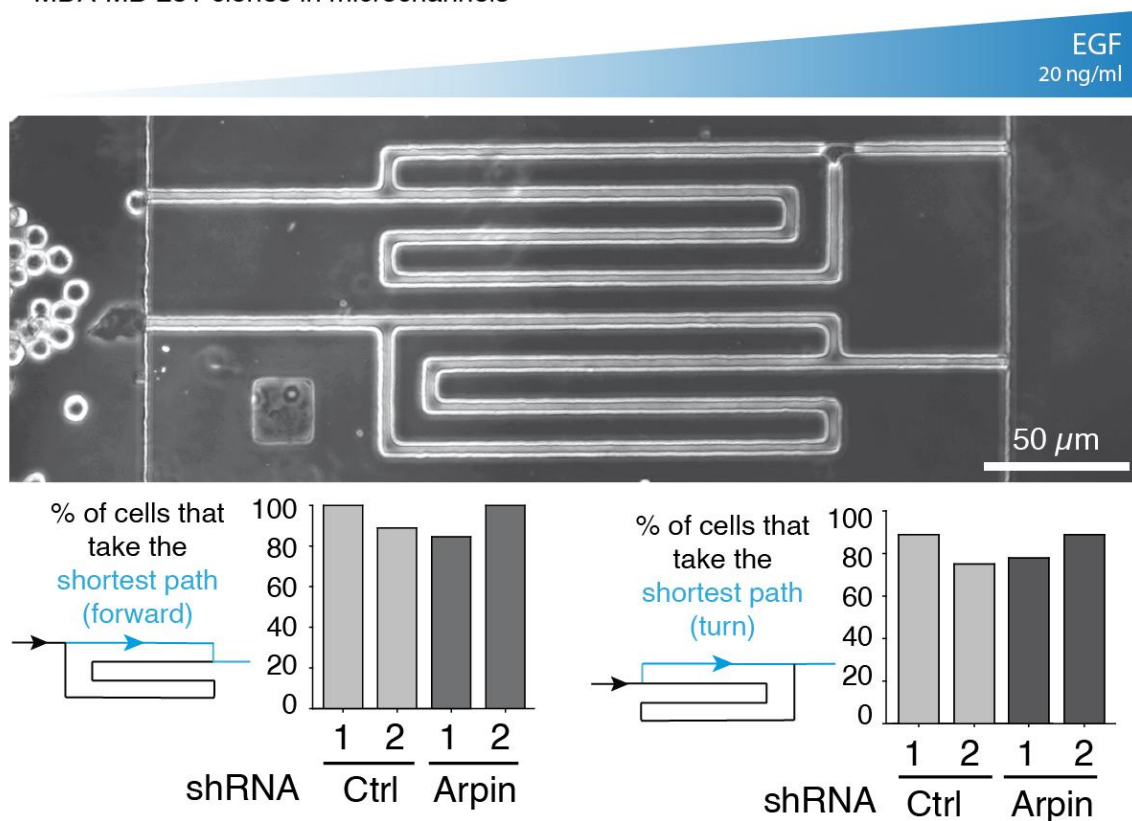 EGF
20 ng/ml
50 µm
% of cells that
take the
shortest path
(forward)
100
80
60
40
20
0
1 2 1 2
shRNA Ctrl Arpin
% of cells that
take the
shortest path
(turn)
100
80
60
40
20
0
1 2 1 2
shRNA Ctrl Arpin